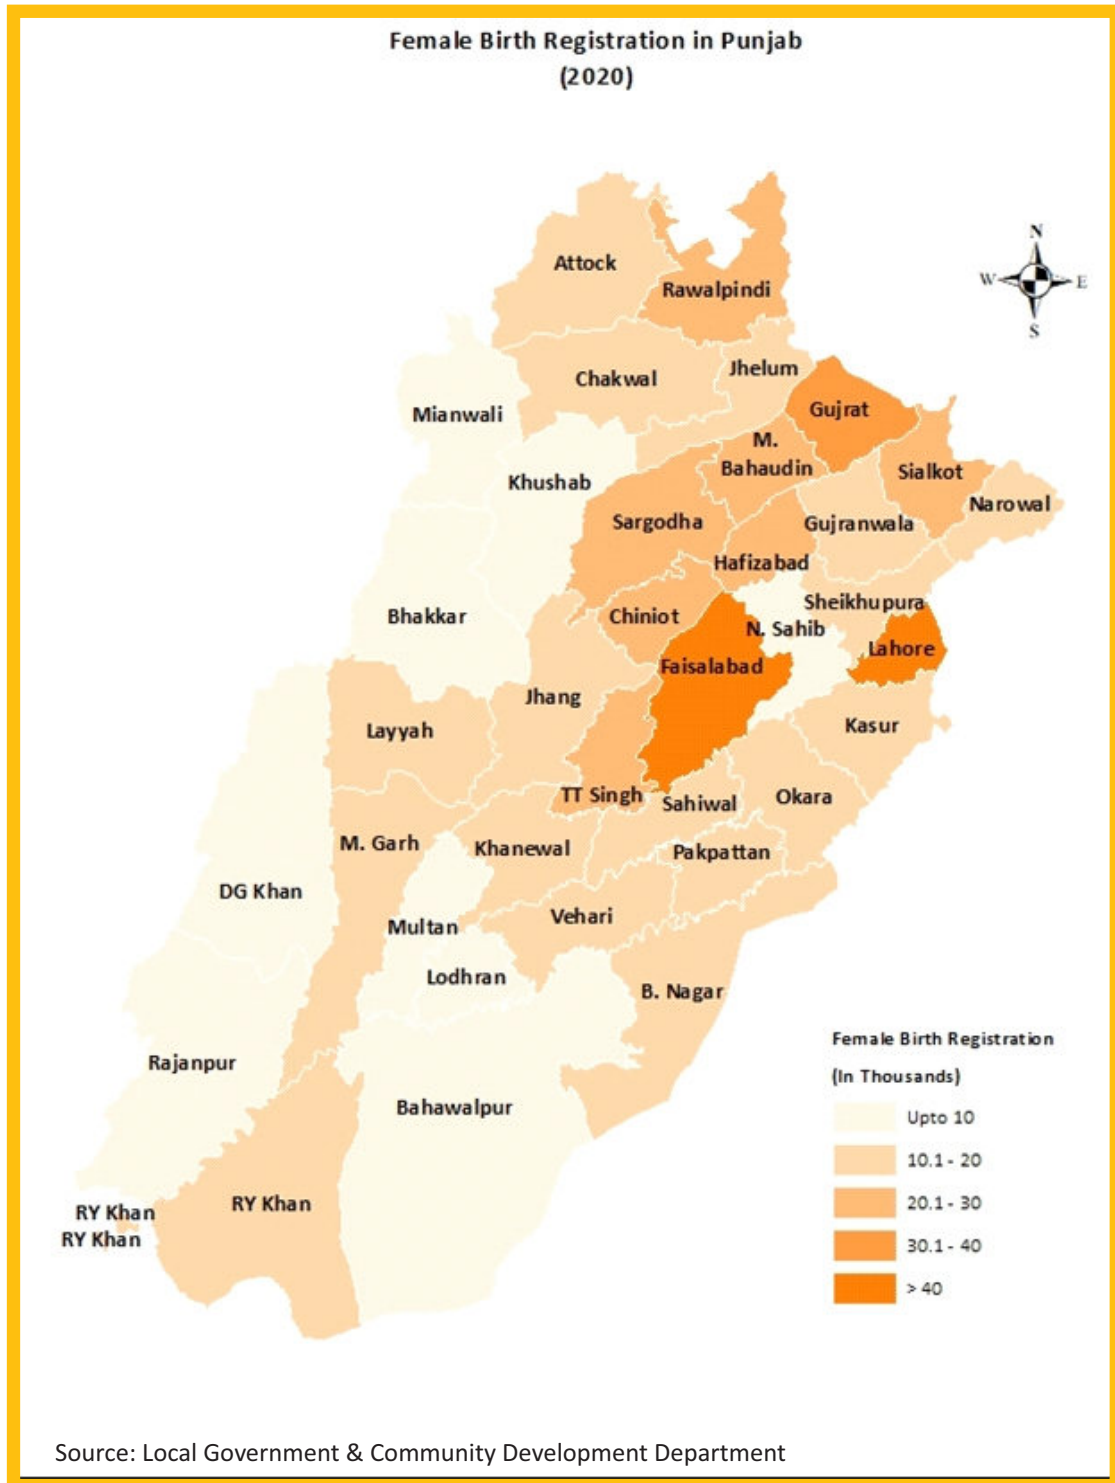 Female Birth Registration in Punjab
(2020)
N
W
E
S
Attock
Rawalpindi
Chakwal
Jhelum
Mianwali
Gujrat
M.
Bahaudin
Khushab
Sialkot
Narowal
Sargodha
Gujranwala
Hafizabad
Bhakkar
Chiniot
Sheikhupura
N. Sahib
Lahore
Faisalabad
Jhang
Layyah
Kasur
TT Singh
Sahiwal
Okara
M. Garh
Khanewal
Pakpattan
DG Khan
Multan
Vehari
Lodhran
B. Nagar
Rajanpur
Bahawalpur
RY Khan
RY Khan
RY Khan
Female Birth Registration
(In Thousands)
Upto 10
10.1 - 20
20.1 - 30
30.1 - 40
> 40
Source: Local Government & Community Development Department